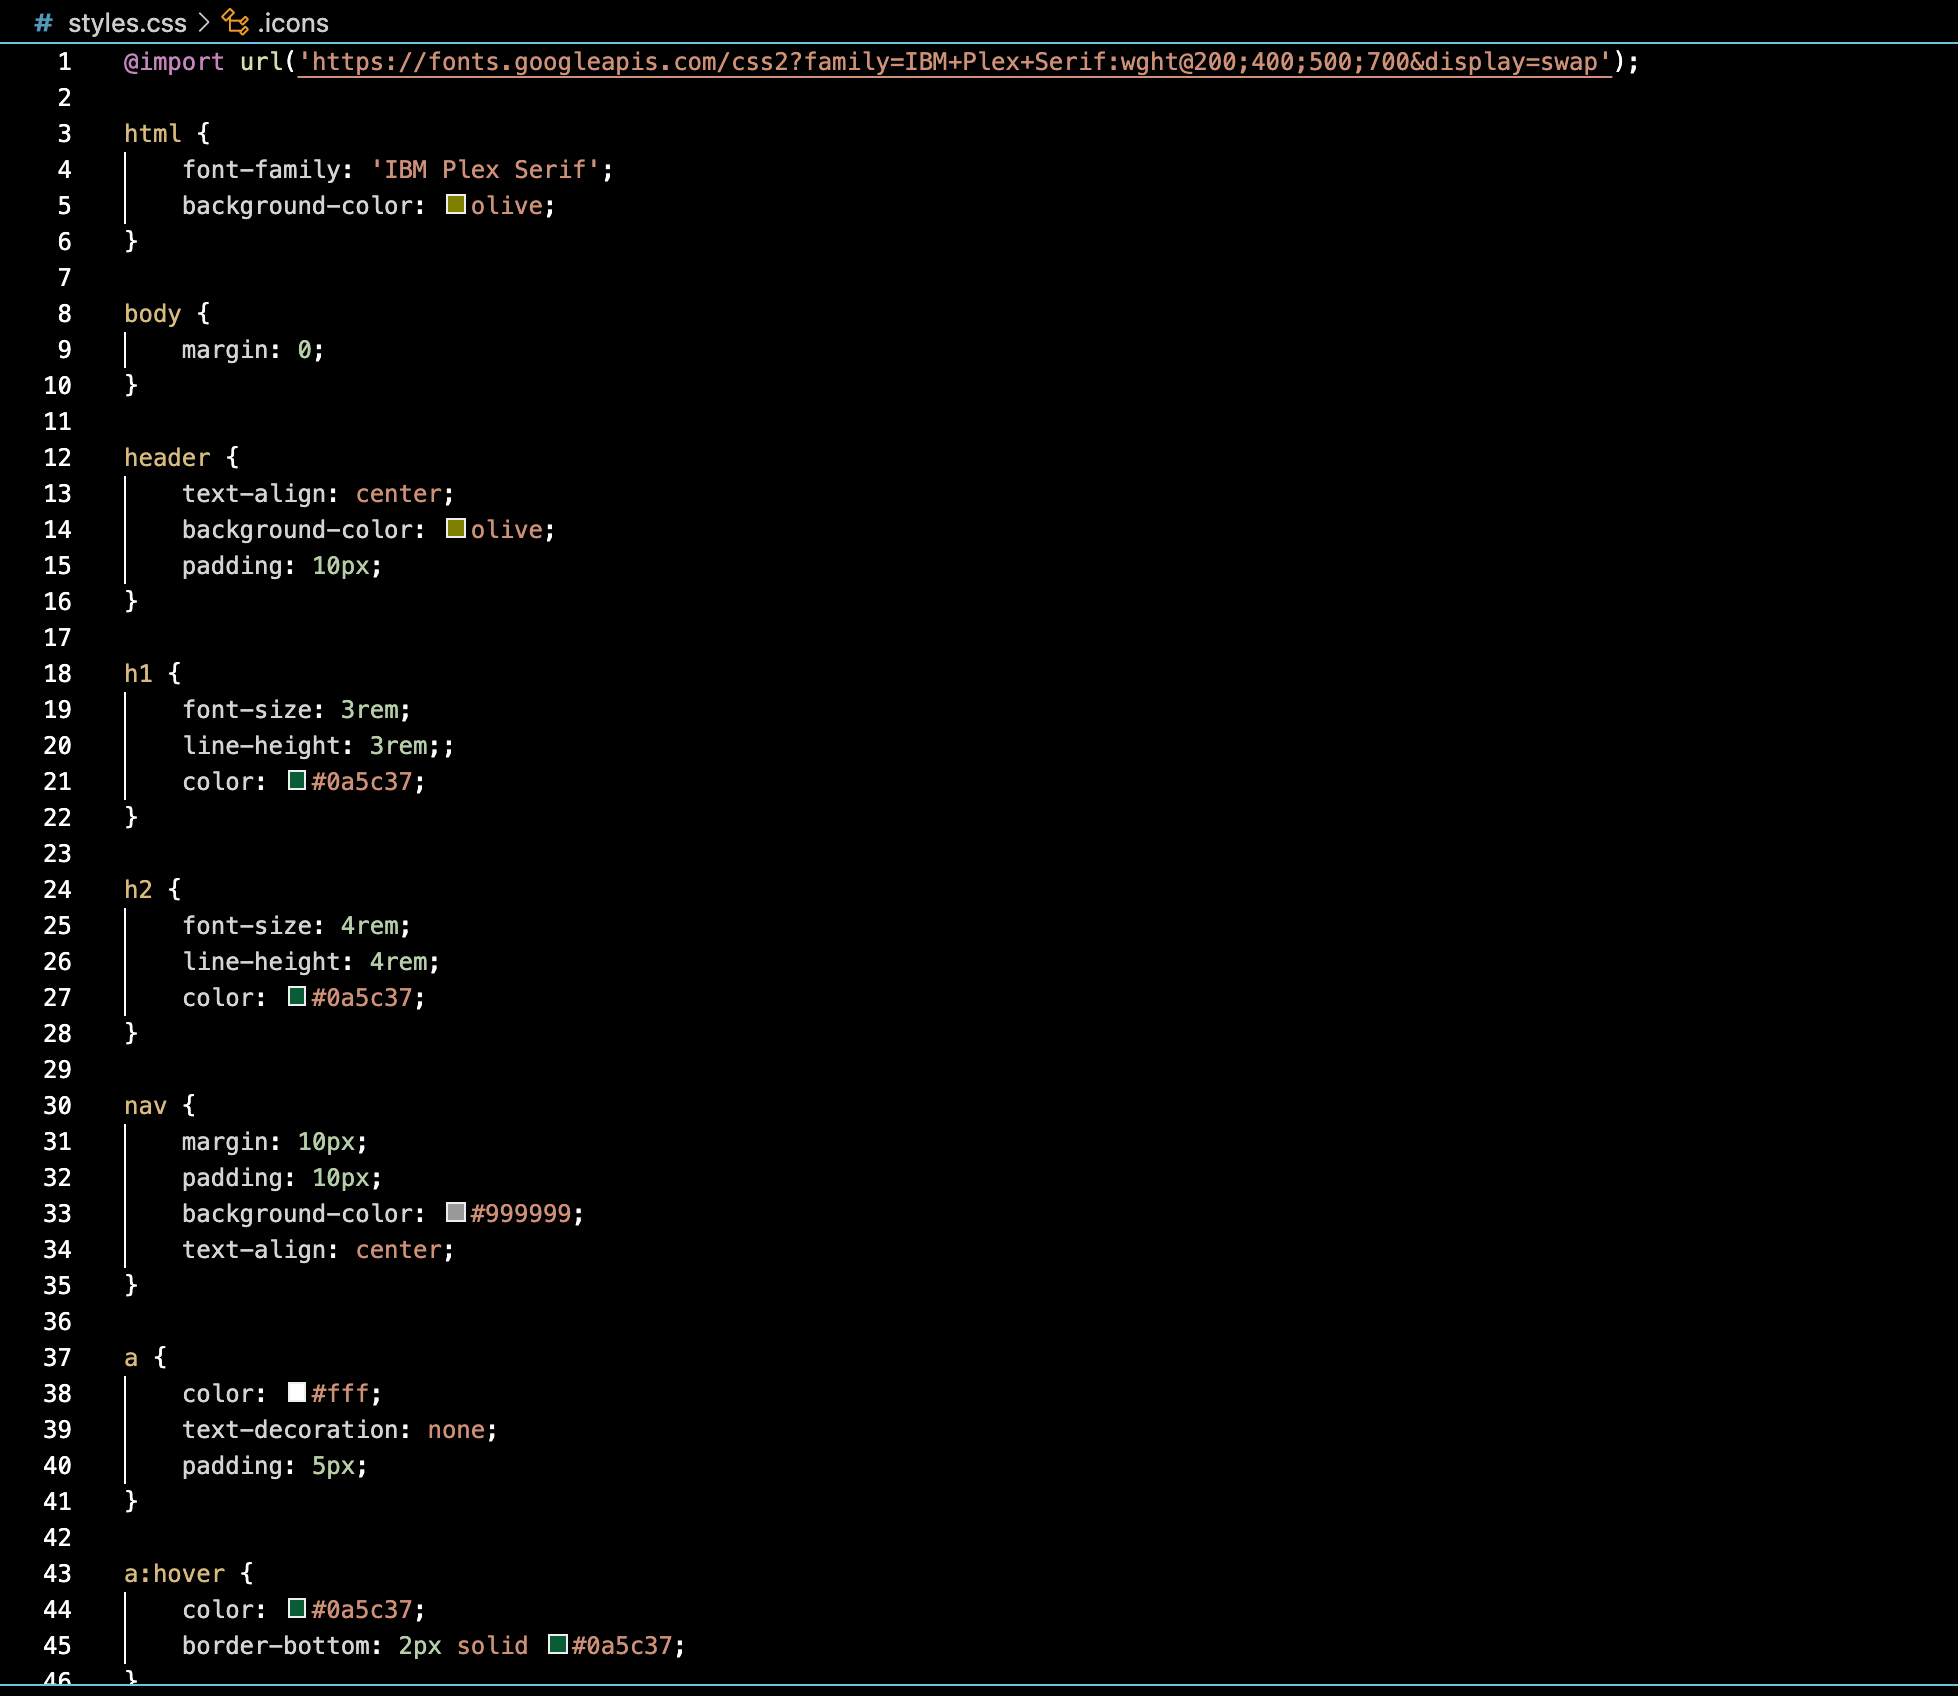 # styles.css > .icons
1 @import url('https://fonts.googleapis.com/css2?family=IBM+Plex+Serif:wght@200;400;500;700&display=swap');
2
3 html {
4     font-family: 'IBM Plex Serif';
5     background-color: olive;
6 }
7
8 body {
9     margin: 0;
10 }
11
12 header {
13     text-align: center;
14     background-color: olive;
15     padding: 10px;
16 }
17
18 h1 {
19     font-size: 3rem;
20     line-height: 3rem;;
21     color: #0a5c37;
22 }
23
24 h2 {
25     font-size: 4rem;
26     line-height: 4rem;
27     color: #0a5c37;
28 }
29
30 nav {
31     margin: 10px;
32     padding: 10px;
33     background-color: #999999;
34     text-align: center;
35 }
36
37 a {
38     color: #fff;
39     text-decoration: none;
40     padding: 5px;
41 }
42
43 a:hover {
44     color: #0a5c37;
45     border-bottom: 2px solid #0a5c37;
46 }